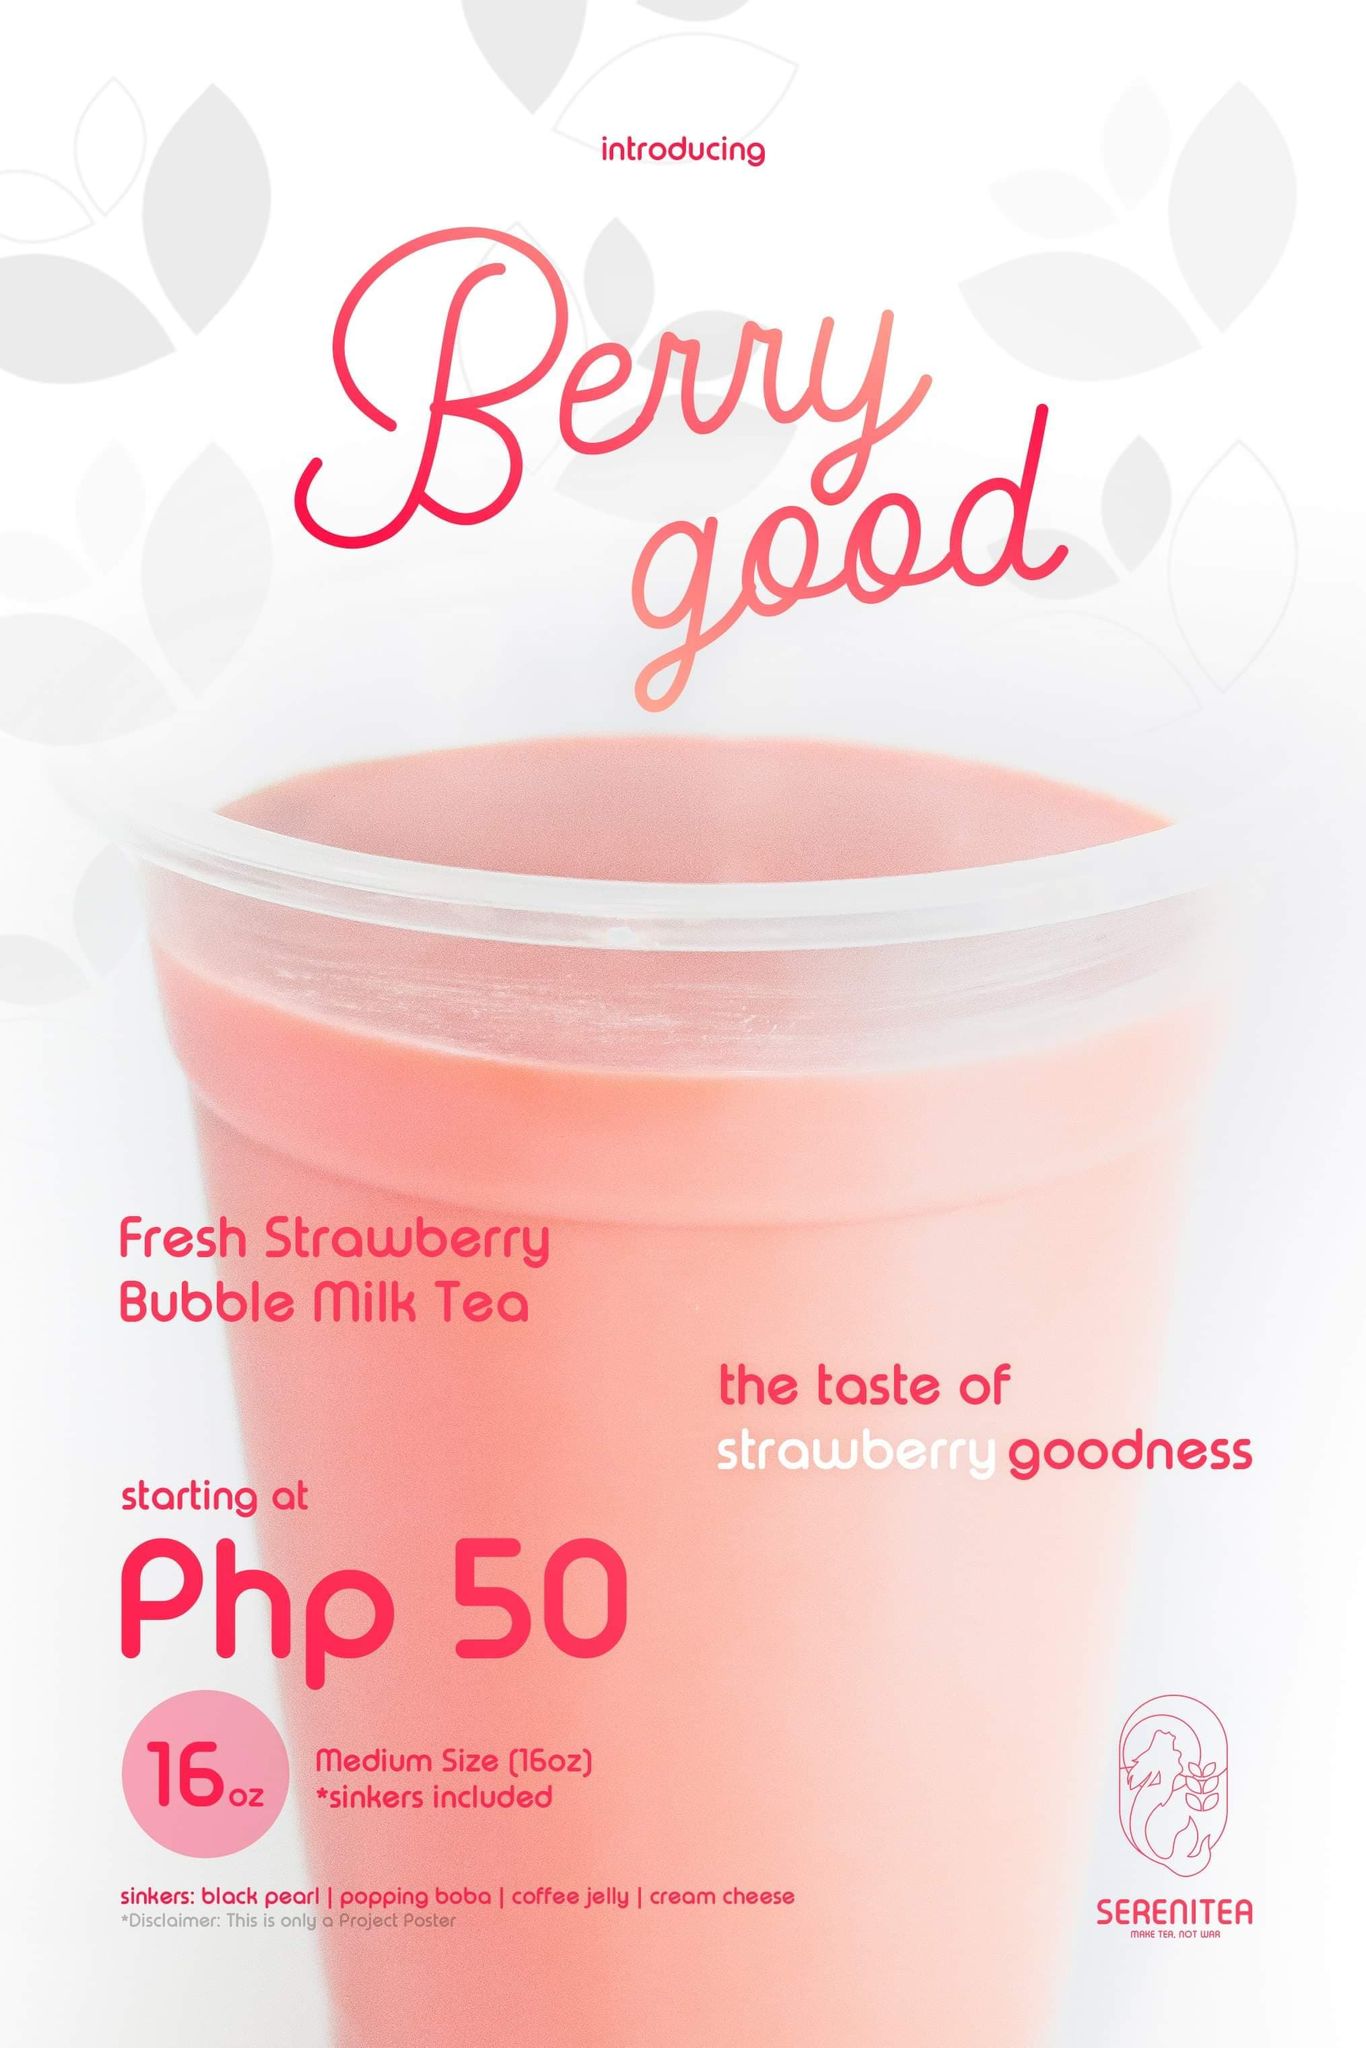 introducing
Berry
good
Fresh Strawberry
Bubble Milk Tea
the taste of
strawberry goodness
starting at
Php 50
16oz
Medium Size (16oz)
*sinkers included
sinkers: black pearl | popping boba | coffee jelly | cream cheese
*Disclaimer: This is only a Project Poster
SERENITEA
MAKE TEA, NOT WAR